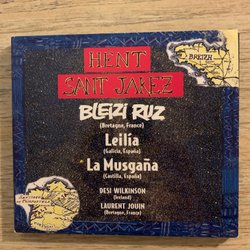 HENT
SANT JAKEZ
BREIZH
BLEIZI RUZ
(Bretagne, France)
Leilía
(Galicia, España)
La Musgaña
(Castilla, España)
DESI WILKINSON
(Ireland)
LAURENT JOUIN
(Bretagne, France)